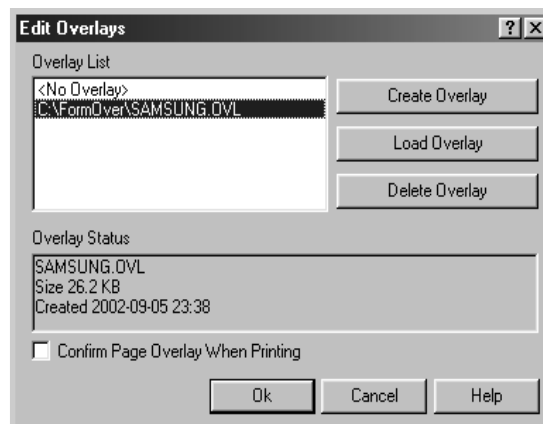 Edit Overlays
? X
Overlay List
<No Overlay>
C:\FormOver\SAMSUNG.OVL
Create Overlay
Load Overlay
Delete Overlay
Overlay Status
SAMSUNG.OVL
Size 26.2 KB
Created 2002-09-05 23:38
Confirm Page Overlay When Printing
Ok Cancel Help